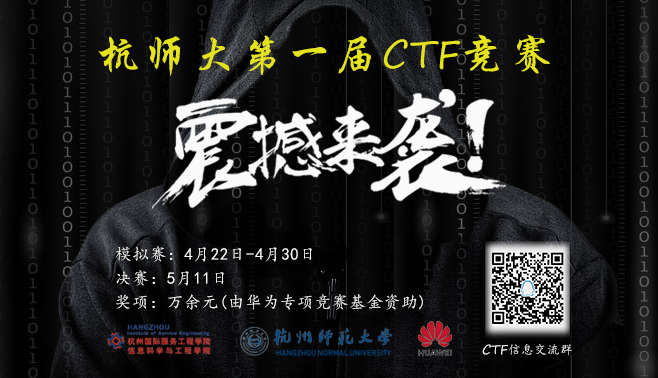 杭师大第一届CTF竞赛
震撼来袭!
模拟赛：4月22日-4月30日
决赛：5月11日
奖项：万余元(由华为专项竞赛基金资助)
HANGZHOU
Institute of Service Engineering
杭州国际服务工程学院
信息科学与工程学院
杭州师范大学
HANGZHOU NORMAL UNIVERSITY
HUAWEI
CTF信息交流群